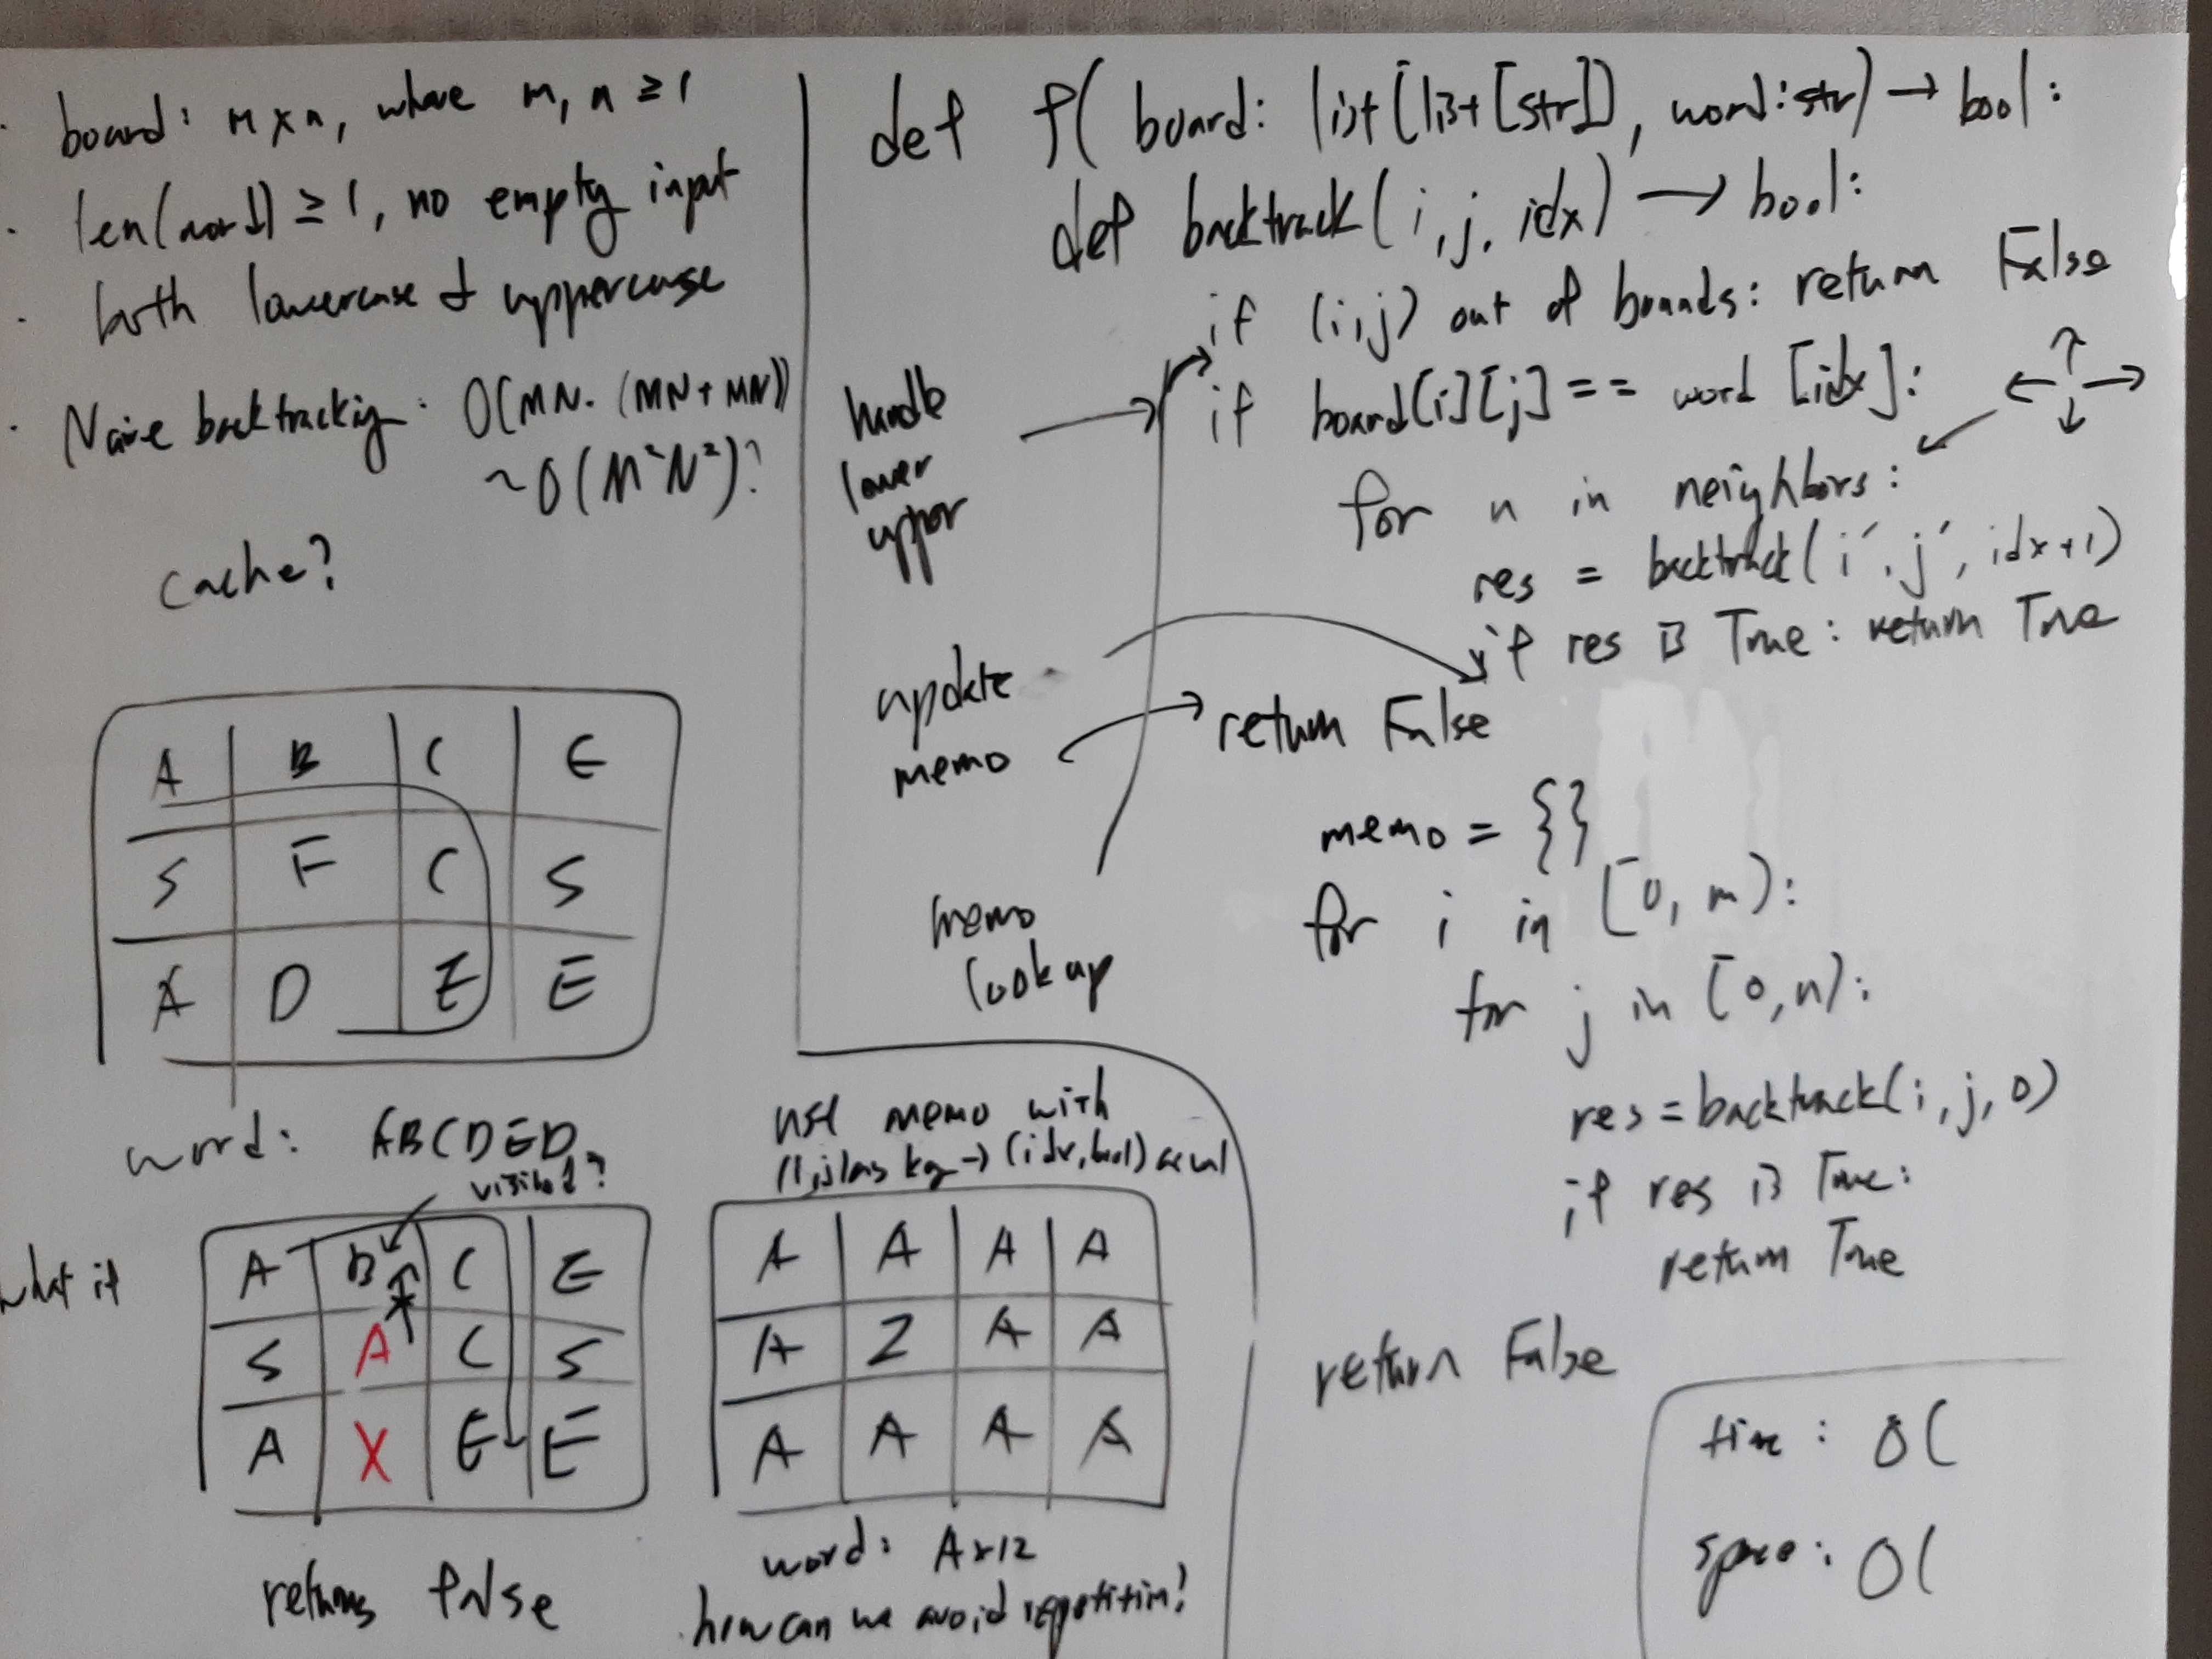 · board: m x n, where m, n ≥ 1
· len(word) ≥ 1, no empty input
· both lowercase & uppercase
· Naive backtracking: O(MN· (MN+MN))
~O(M²N²)?
cache?
A B C E
S F C S
A D E E
word: ABCDED
visited?
what if
A B C E
S A C S
A X E E
returns false
use memo with
(i,j) as key → (idx, bool) as val
A A A A
A Z A A
A A A A
word: A x 12
how can we avoid repetition?
def f( board: list[list[str]], word: str) → bool:
def backtrack(i, j, idx) → bool:
if (i,j) out of bounds: return False
if board[i][j] == word [idx]:
for n in neighbors:
res = backtrack(i', j', idx+1)
if res is True: return True
return False
handle
lower
upper
update
memo
memo
lookup
memo = {}
for i in [0, m):
for j in [0, n):
res = backtrack(i, j, 0)
if res is True:
return True
return False
time: O(
space: O(